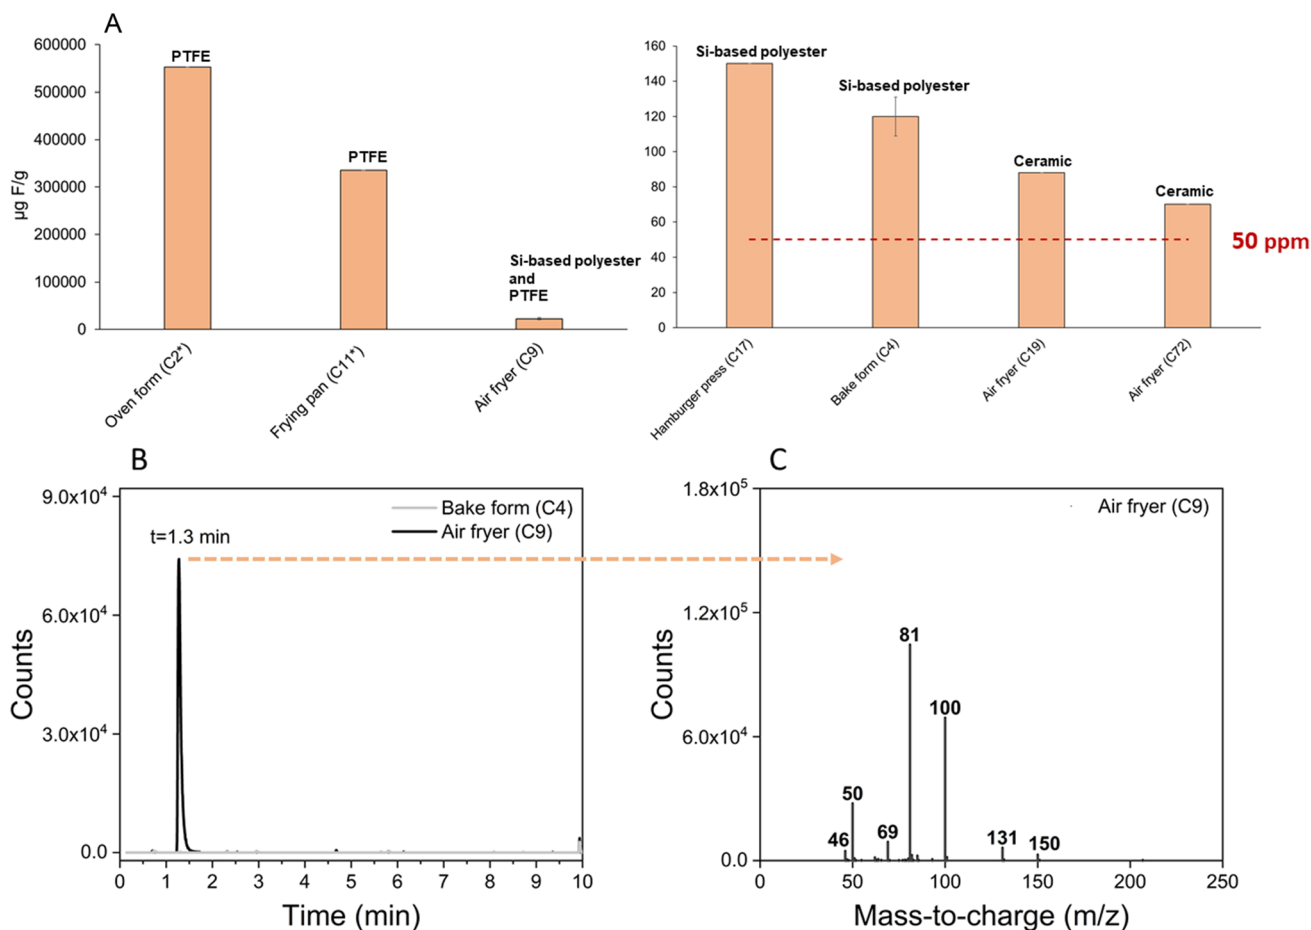 A
µg F/g
600000
500000
400000
300000
200000
100000
0
PTFE
PTFE
Si-based polyester
and
PTFE
Oven form (C2*)
Frying pan (C11*)
Air fryer (C9)
160
140
120
100
80
60
40
20
0
Si-based polyester
Si-based polyester
Ceramic
Ceramic
50 ppm
Hamburger press (C17)
Bake form (C4)
Air fryer (C19)
Air fryer (C72)
B
Counts
9.0x10⁴
6.0x10⁴
3.0x10⁴
0.0
Bake form (C4)
Air fryer (C9)
t=1.3 min
0 1 2 3 4 5 6 7 8 9 10
Time (min)
C
Counts
1.8x10⁵
1.2x10⁵
6.0x10⁴
0.0
Air fryer (C9)
81
100
50
46
69
131
150
0 50 100 150 200 250
Mass-to-charge (m/z)